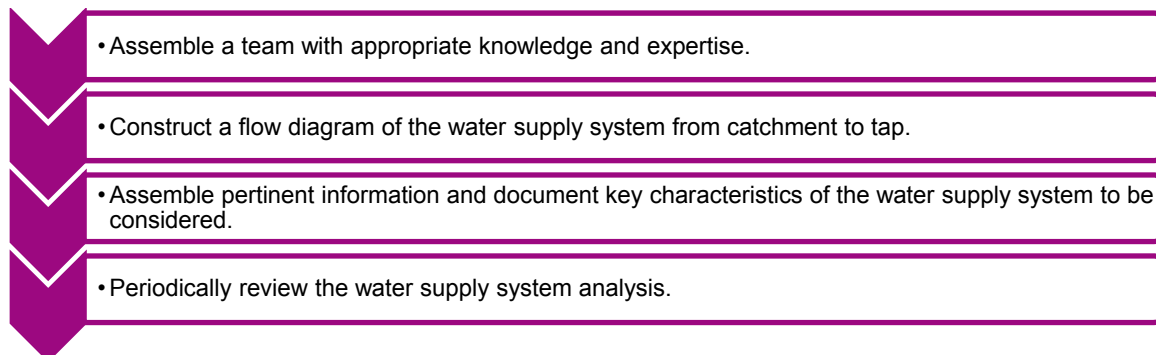 •Assemble a team with appropriate knowledge and expertise.
•Construct a flow diagram of the water supply system from catchment to tap.
•Assemble pertinent information and document key characteristics of the water supply system to be
considered.
•Periodically review the water supply system analysis.